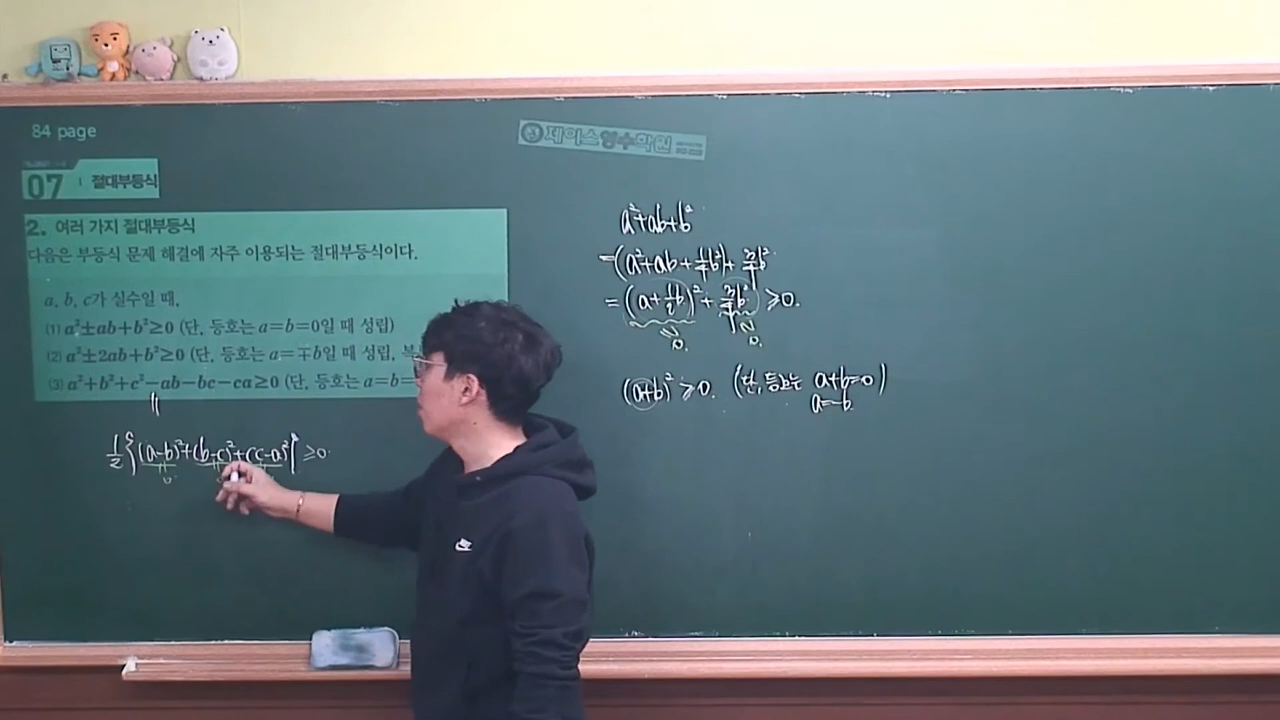 84 page
제이스영수학원
07 절대부등식
2. 여러 가지 절대부등식
다음은 부등식 문제 해결에 자주 이용되는 절대부등식이다.
a, b, c가 실수일 때,
(1) a²±ab+b²≥0 (단, 등호는 a=b=0일 때 성립)
(2) a²±2ab+b²≥0 (단, 등호는 a=∓b일 때 성립,
(3) a²+b²+c²−ab−bc−ca≥0 (단, 등호는 a=b=
||
1/2{(a−b)²+(b−c)²+(c−a)²}≥0.
a²+ab+b²
=(a²+ab+1/4b²)+3/4b²
=(a+1/2b)²+3/4b²≥0.
(a+b)²≥0. (단, 등호는 a+b=0)
a=−b.